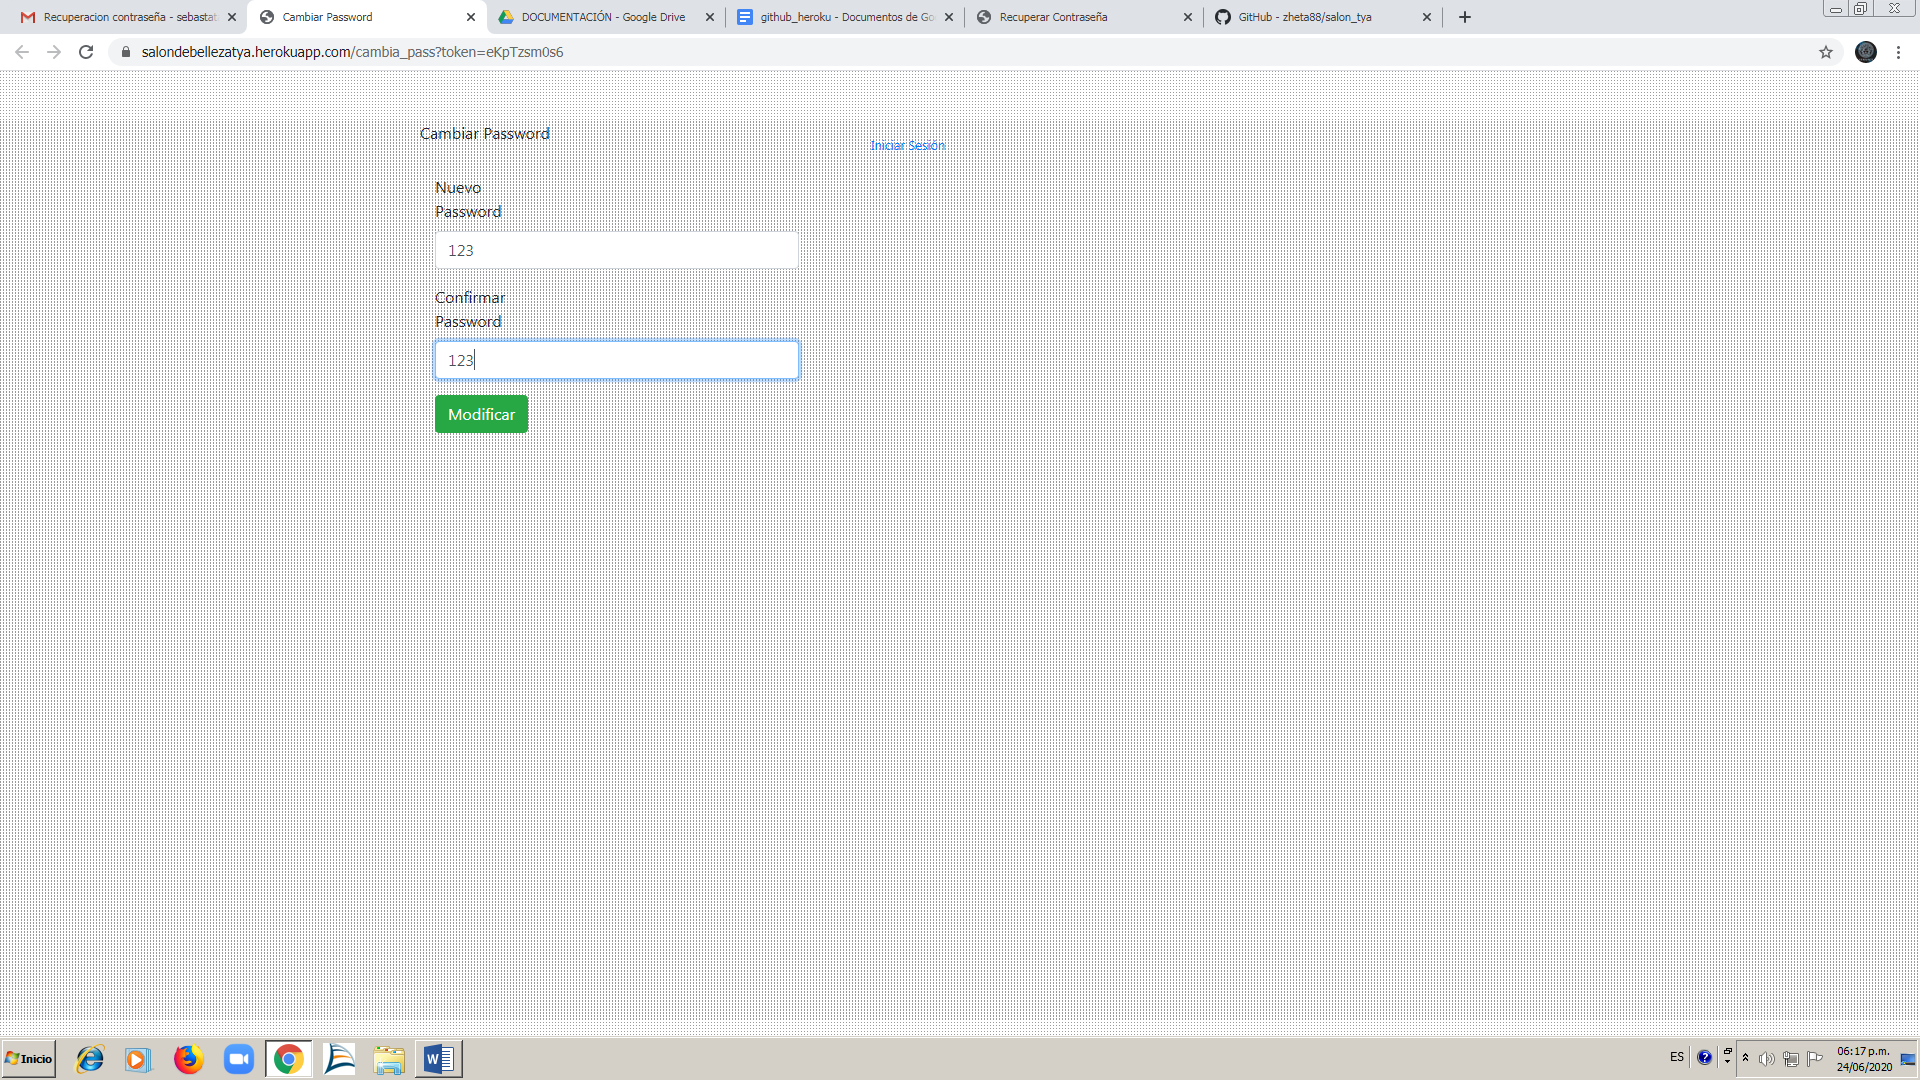 Recuperacion contraseña - sebastat
Cambiar Password
DOCUMENTACIÓN - Google Drive
github_heroku - Documentos de Go
Recuperar Contraseña
GitHub - zheta88/salon_tya
salondebellezatya.herokuapp.com/cambia_pass?token=eKpTzsm0s6
Cambiar Password
Iniciar Sesión
Nuevo
Password
123
Confirmar
Password
123
Modificar
Inicio
ES
06:17 p.m.
24/06/2020